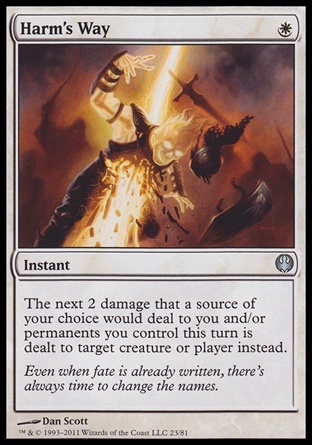 Harm's Way
Instant
The next 2 damage that a source of
your choice would deal to you and/or
permanents you control this turn is
dealt to target creature or player instead.
Even when fate is already written, there's
always time to change the names.
Dan Scott
™ & © 1993–2011 Wizards of the Coast LLC 23/81